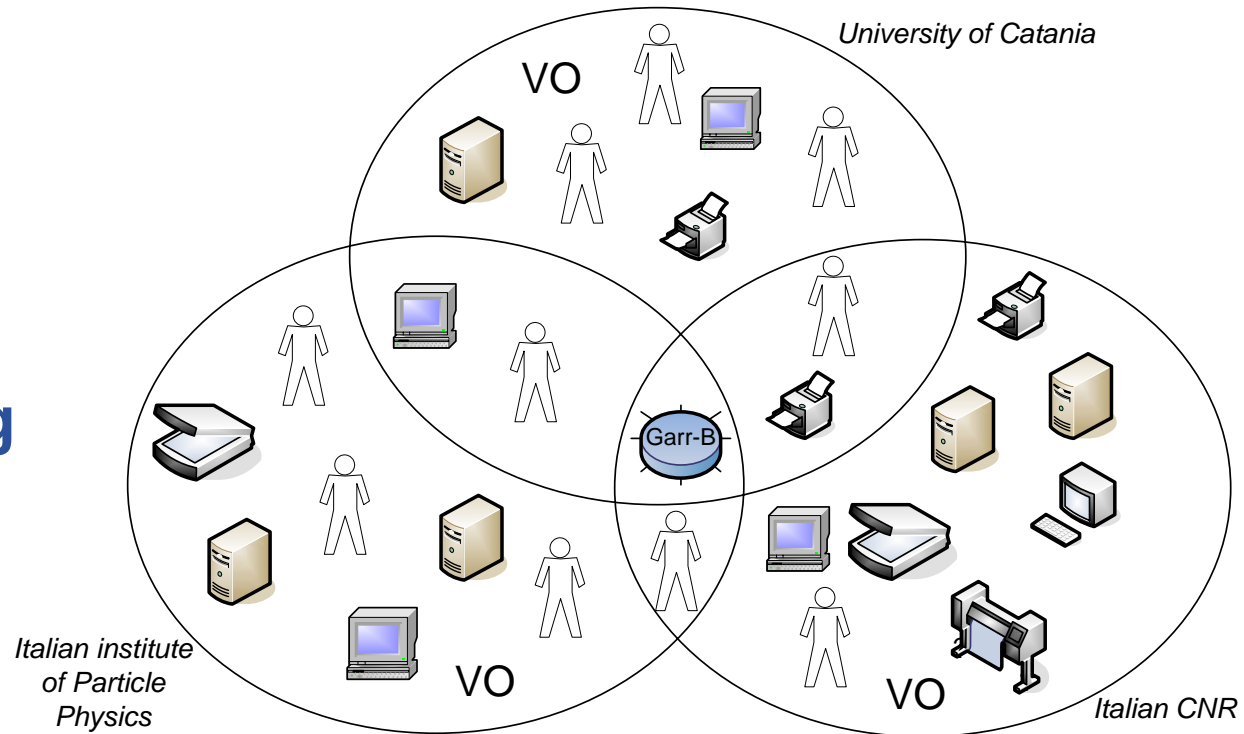 University of Catania
VO
g
Garr-B
Italian institute
of Particle
Physics
VO
VO
Italian CNR